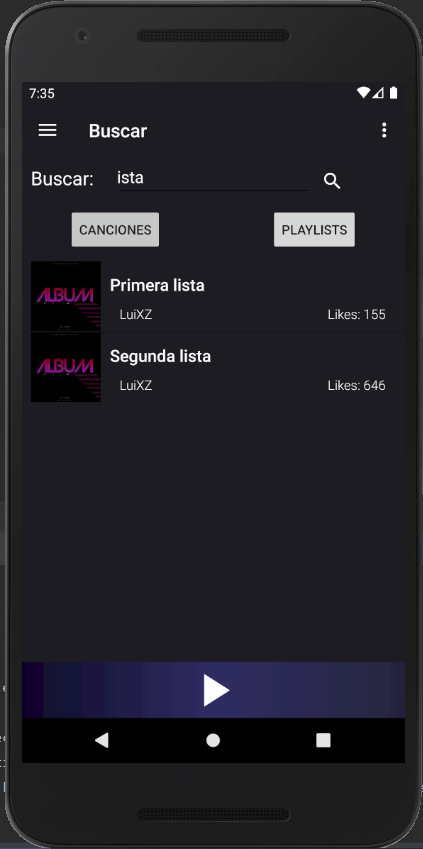 7:35
Buscar
Buscar: ista
CANCIONES PLAYLISTS
ALBUM
Primera lista
LuiXZ Likes: 155
ALBUM
Segunda lista
LuiXZ Likes: 646